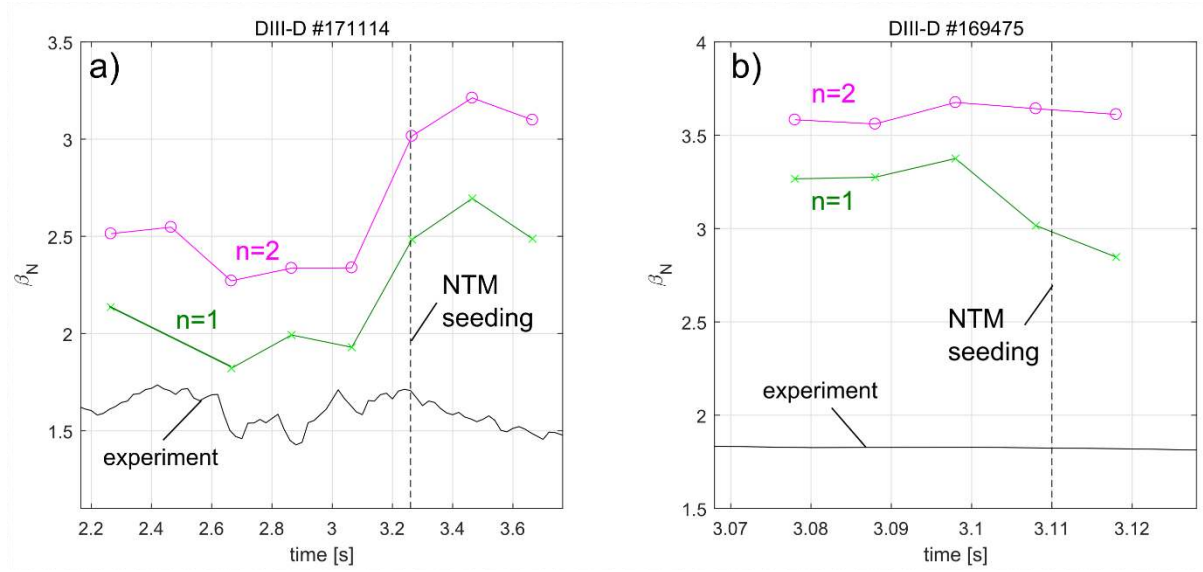 DIII-D #171114
a)
3.5
3
2.5
2
1.5
β_N
n=2
n=1
NTM
seeding
experiment
2.2 2.4 2.6 2.8 3 3.2 3.4 3.6
time [s]
DIII-D #169475
b)
4
3.5
3
2.5
2
1.5
β_N
n=2
n=1
NTM
seeding
experiment
3.07 3.08 3.09 3.1 3.11 3.12
time [s]